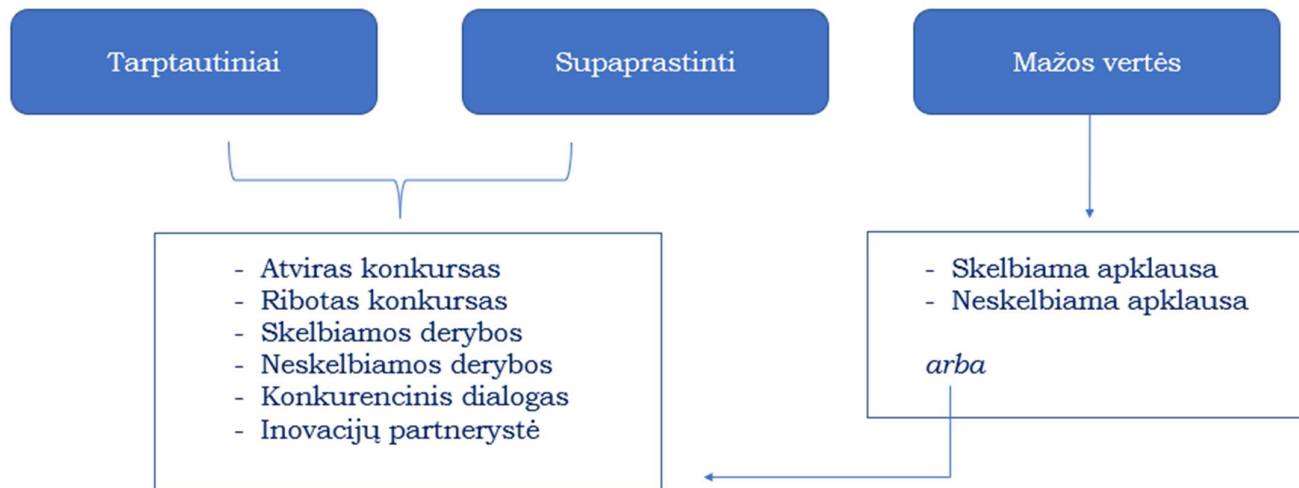 Tarptautiniai
Supaprastinti
Mažos vertės
- Atviras konkursas
- Ribotas konkursas
- Skelbiamos derybos
- Neskelbiamos derybos
- Konkurencinis dialogas
- Inovacijų partnerystė
- Skelbiama apklausa
- Neskelbiama apklausa
arba